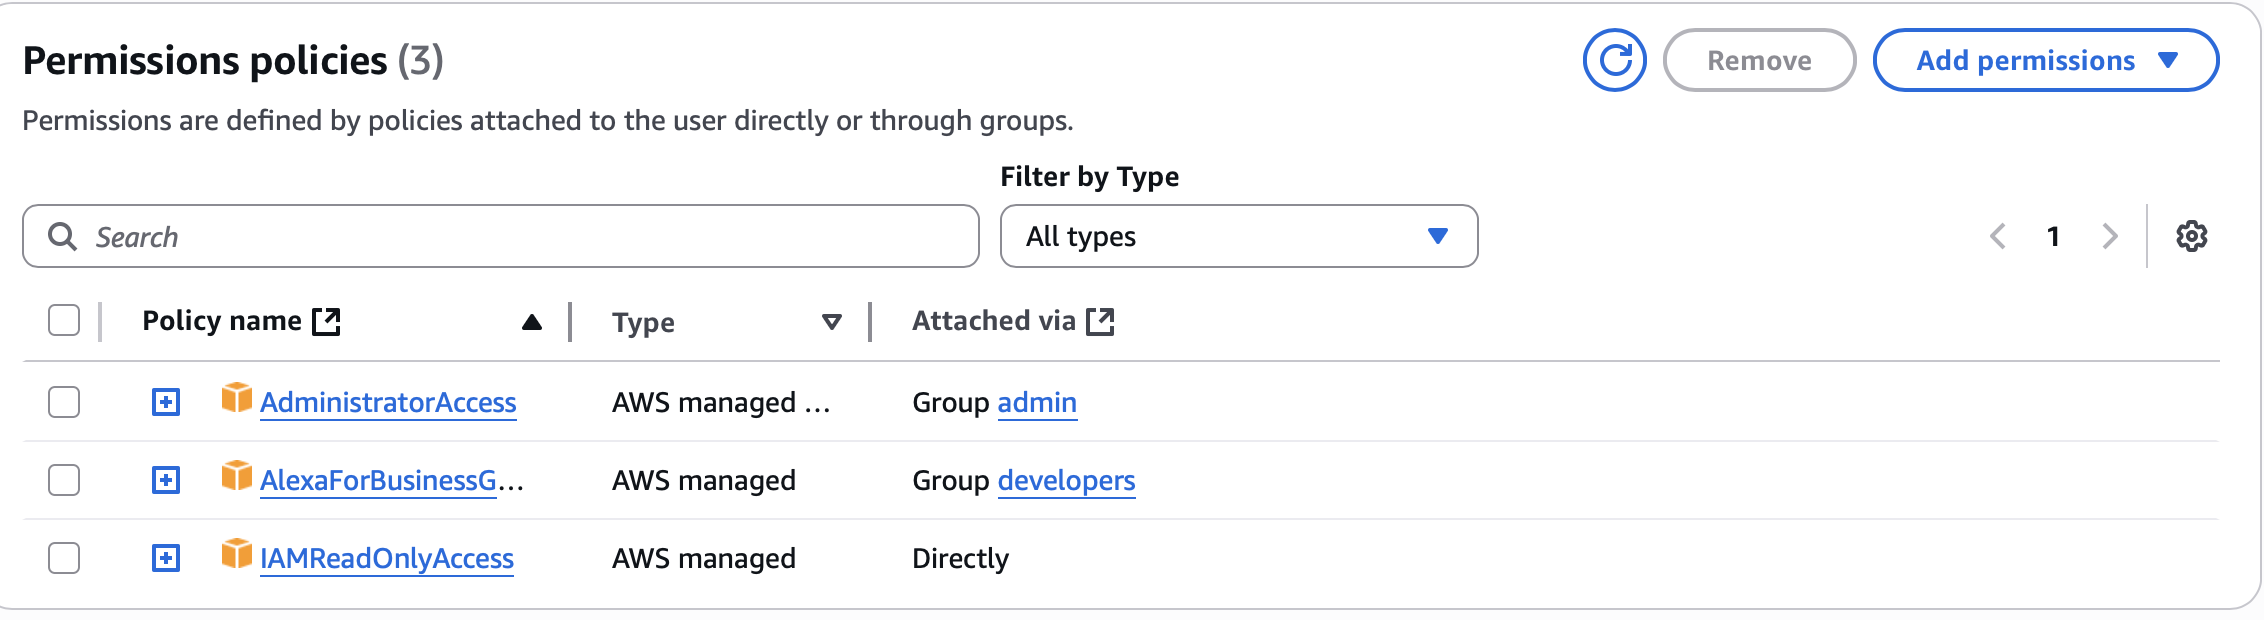 Permissions policies (3)
Remove
Add permissions
Permissions are defined by policies attached to the user directly or through groups.
Filter by Type
Search
All types
1
Policy name
Type
Attached via
AdministratorAccess
AWS managed ...
Group admin
AlexaForBusinessG...
AWS managed
Group developers
IAMReadOnlyAccess
AWS managed
Directly